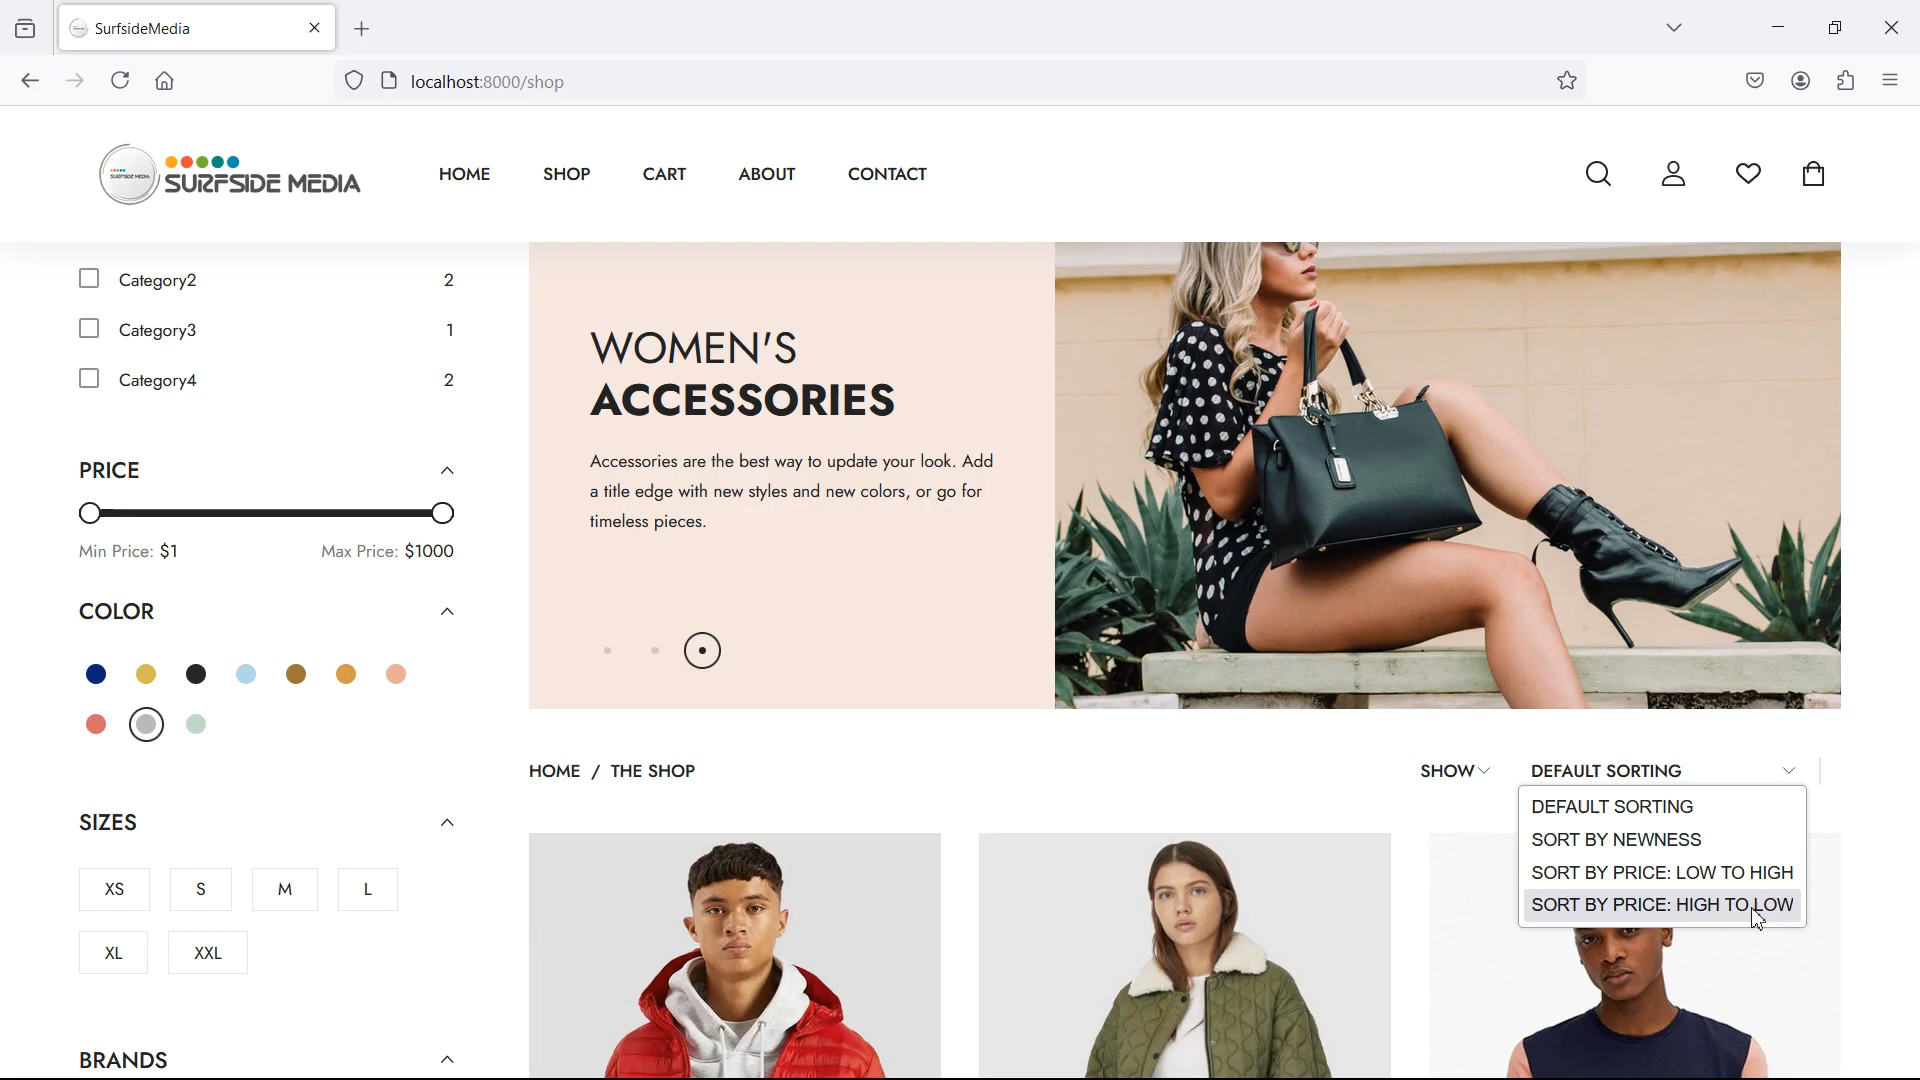 SurfsideMedia
localhost:8000/shop
SURFSIDE MEDIA
SURFSIDE MEDIA
HOME
SHOP
CART
ABOUT
CONTACT
Category2 2
Category3 1
Category4 2
PRICE
Min Price: $1 Max Price: $1000
COLOR
SIZES
XS S M L
XL XXL
BRANDS
WOMEN'S
ACCESSORIES
Accessories are the best way to update your look. Add
a title edge with new styles and new colors, or go for
timeless pieces.
HOME / THE SHOP
SHOW
DEFAULT SORTING
DEFAULT SORTING
SORT BY NEWNESS
SORT BY PRICE: LOW TO HIGH
SORT BY PRICE: HIGH TO LOW